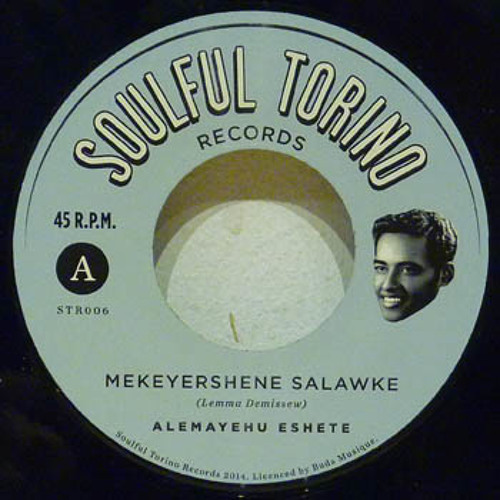 SOULFUL TORINO
RECORDS
45 R.P.M.
A
STR006
MEKEYERSHENE SALAWKE
(Lemma Demissew)
ALEMAYEHU ESHETE
Soulful Torino Records 2014. Licenced by Buda Musique.